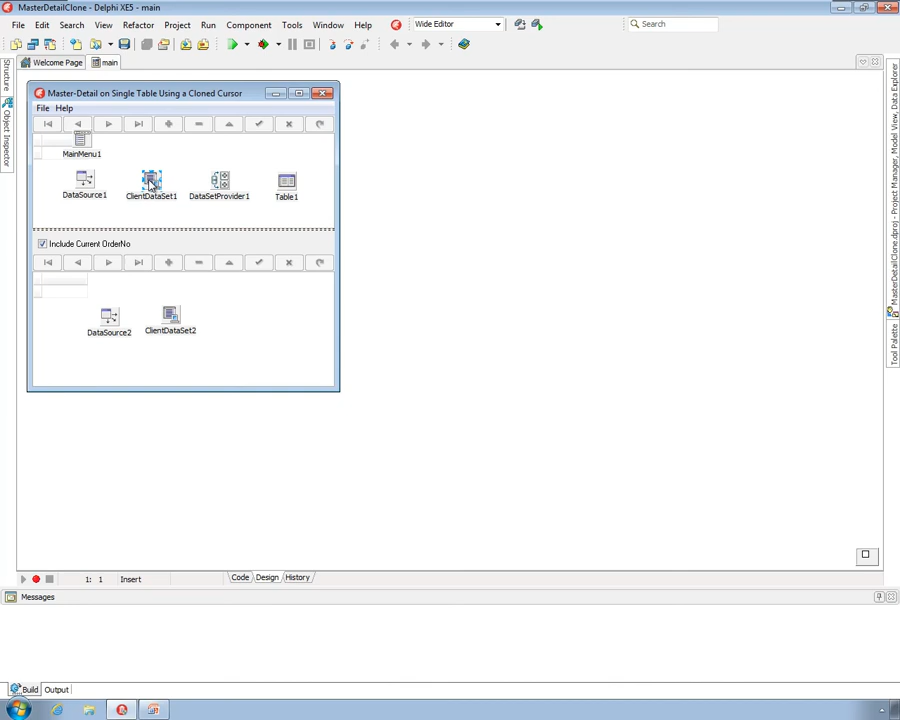 MasterDetailClone - Delphi XE5 - main
File Edit Search View Refactor Project Run Component Tools Window Help Wide Editor Search
Welcome Page main
Structure
Object Inspector
Master-Detail on Single Table Using a Cloned Cursor
File Help
MainMenu1
DataSource1 ClientDataSet1 DataSetProvider1 Table1
Include Current OrderNo
DataSource2 ClientDataSet2
MasterDetailClone.dproj - Project Manager, Model View, Data Explorer
Tool Palette
1: 1 Insert Code Design History
Messages
Build Output